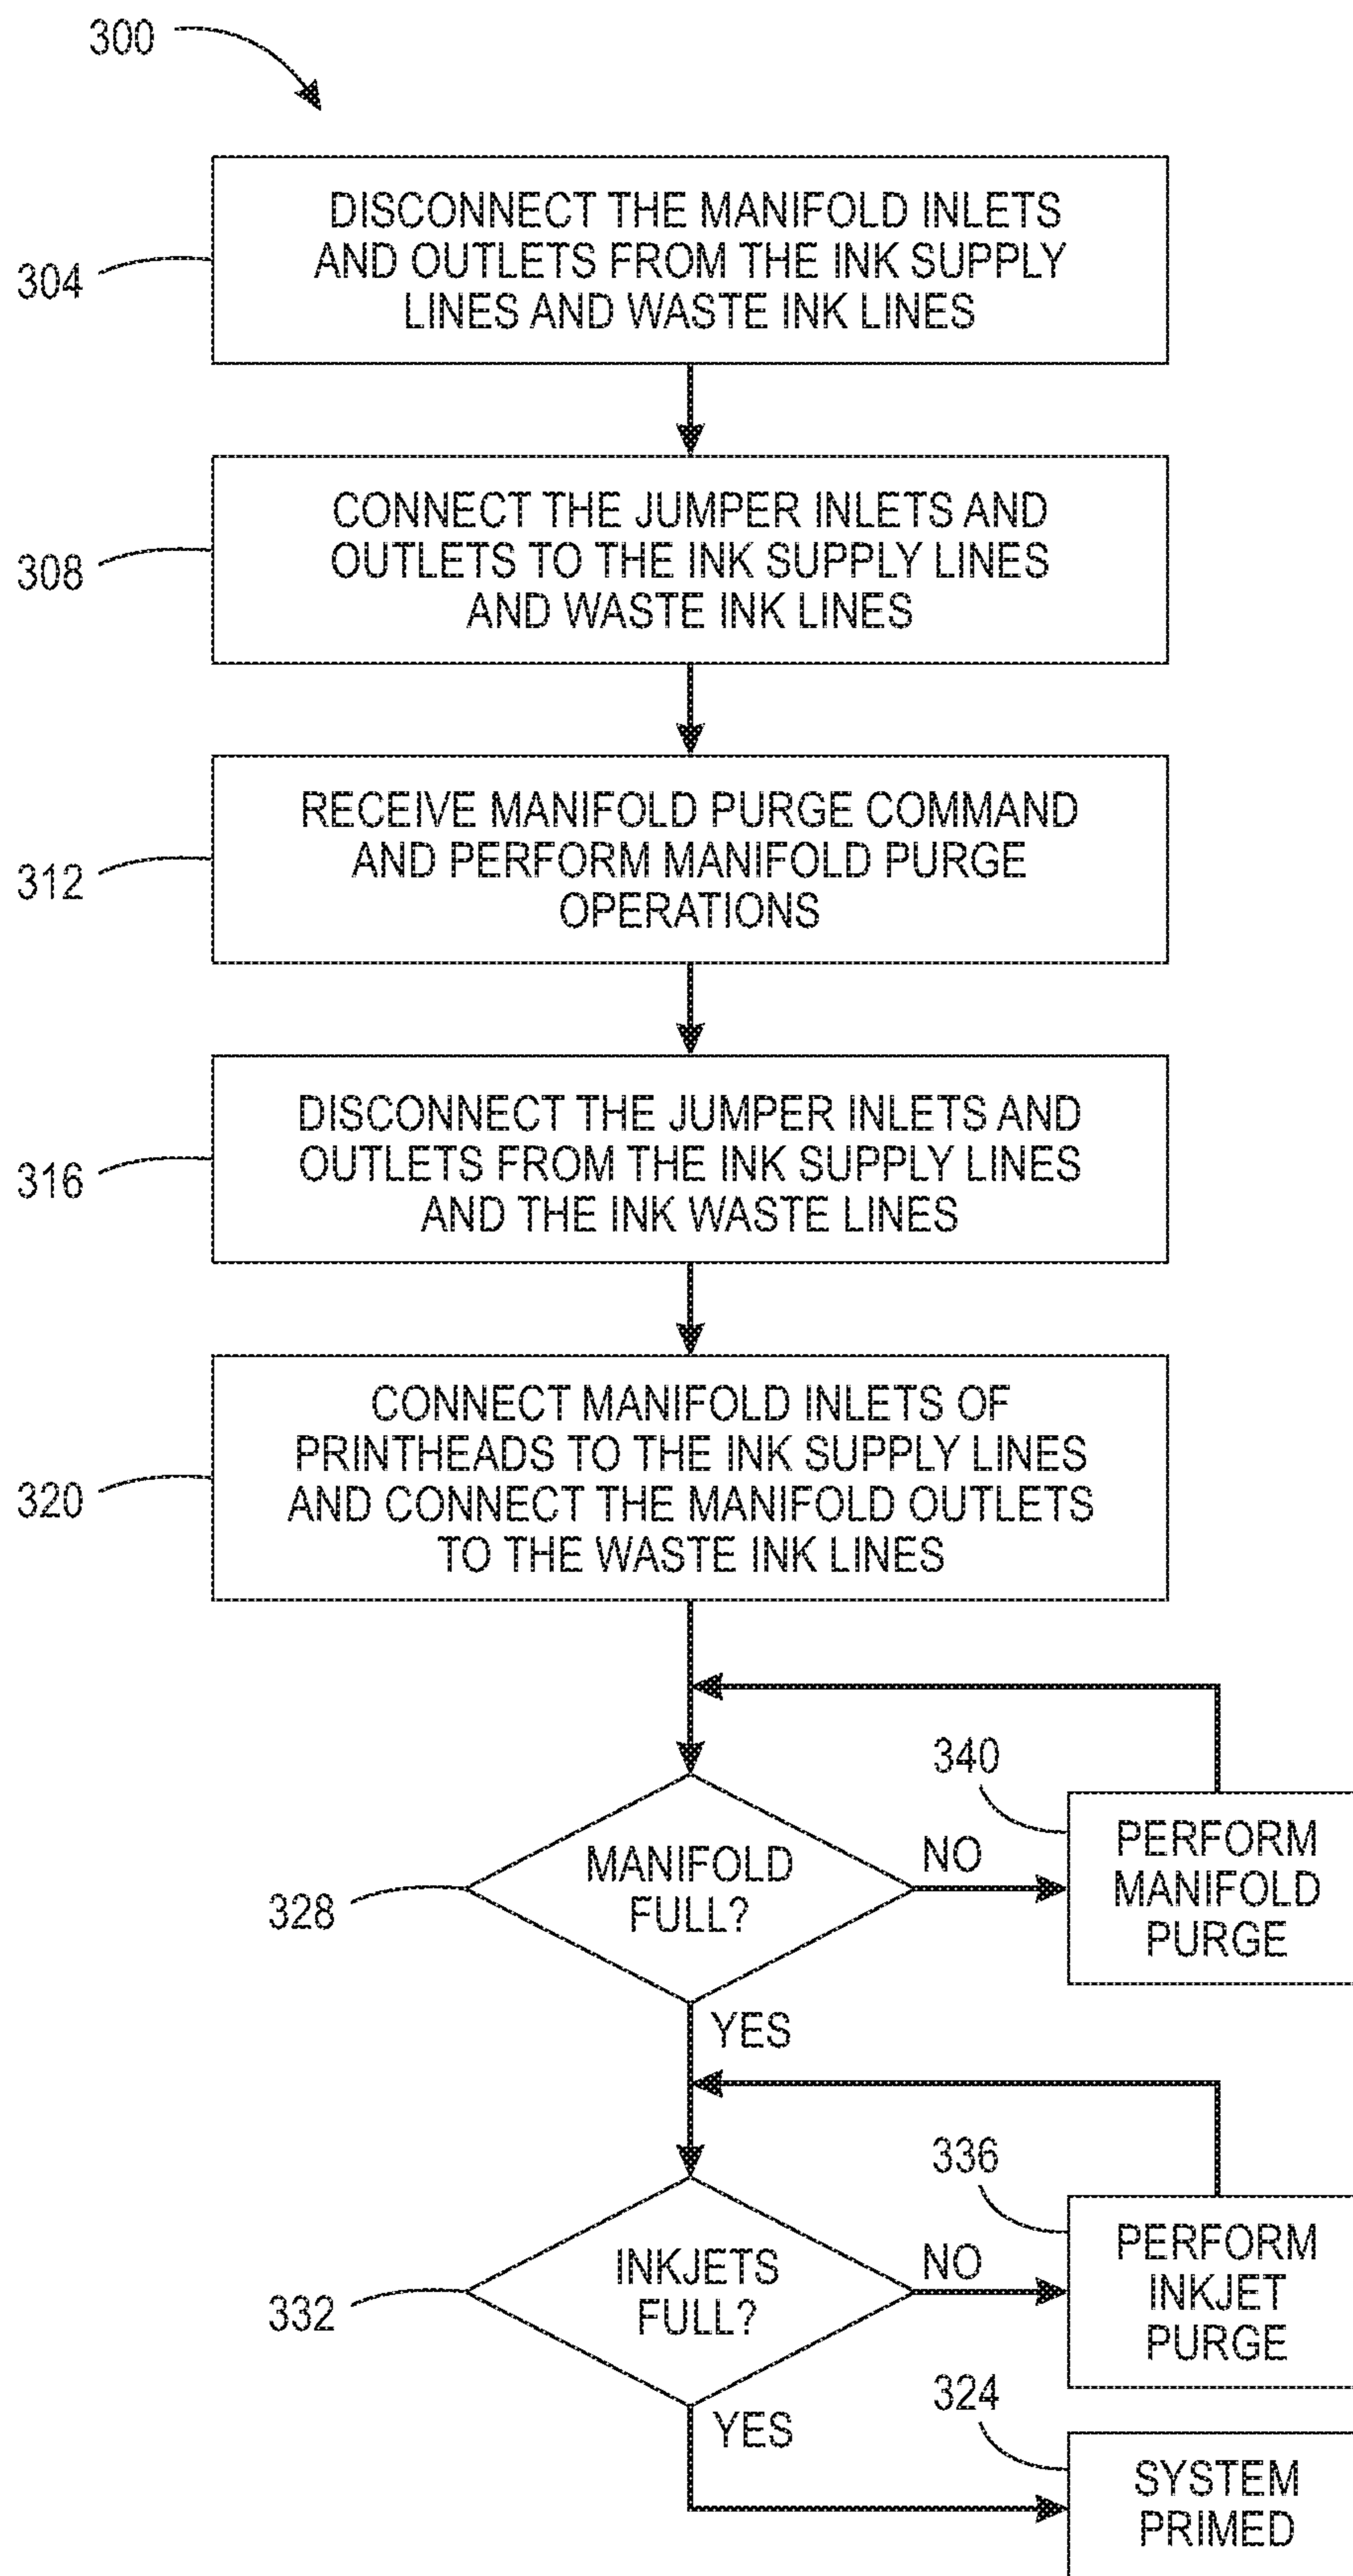 300
304
DISCONNECT THE MANIFOLD INLETS
AND OUTLETS FROM THE INK SUPPLY
LINES AND WASTE INK LINES
308
CONNECT THE JUMPER INLETS AND
OUTLETS TO THE INK SUPPLY LINES
AND WASTE INK LINES
312
RECEIVE MANIFOLD PURGE COMMAND
AND PERFORM MANIFOLD PURGE
OPERATIONS
316
DISCONNECT THE JUMPER INLETS AND
OUTLETS FROM THE INK SUPPLY LINES
AND THE INK WASTE LINES
320
CONNECT MANIFOLD INLETS OF
PRINTHEADS TO THE INK SUPPLY LINES
AND CONNECT THE MANIFOLD OUTLETS
TO THE WASTE INK LINES
328
MANIFOLD
FULL?
NO
340
PERFORM
MANIFOLD
PURGE
YES
332
INKJETS
FULL?
NO
336
PERFORM
INKJET
PURGE
YES
324
SYSTEM
PRIMED